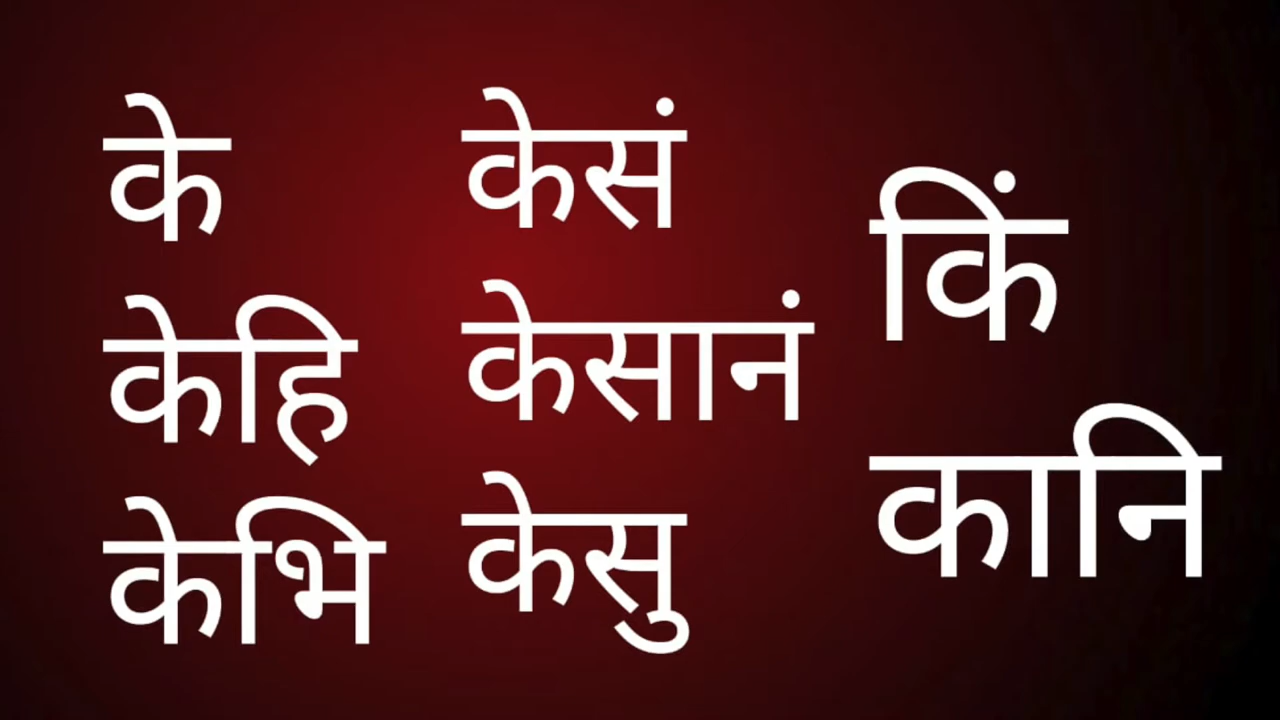 के
केहि
केभि
केसं
केसानं
केसु
किं
कानि